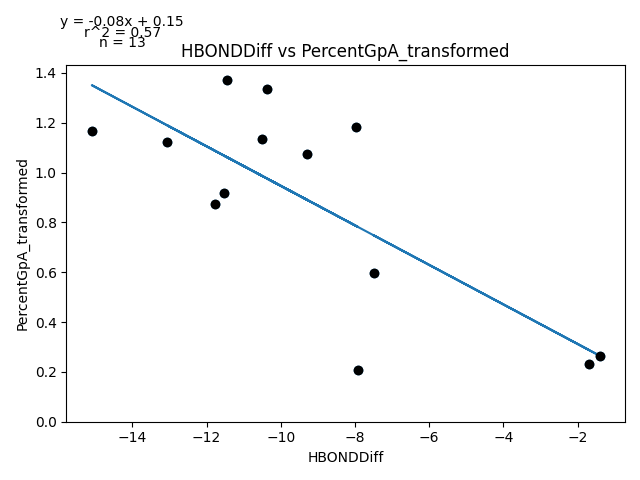 y = -0.08x + 0.15
r^2 = 0.57
n = 13
HBONDDiff vs PercentGpA_transformed
PercentGpA_transformed
1.4
1.2
1.0
0.8
0.6
0.4
0.2
0.0
−14 −12 −10 −8 −6 −4 −2
HBONDDiff